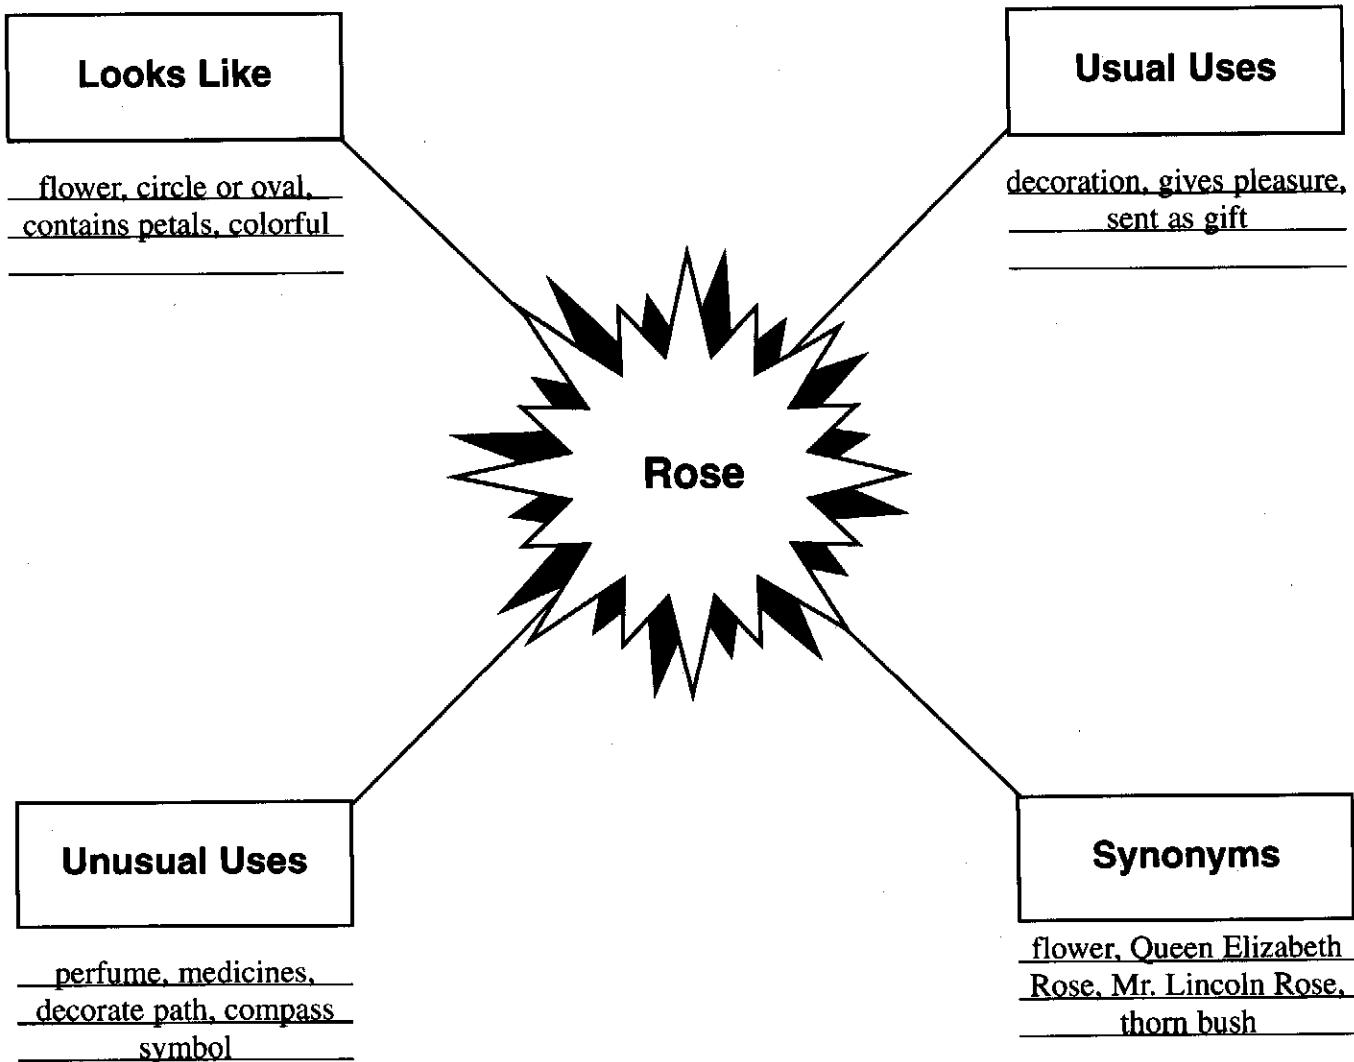 Looks Like
flower, circle or oval,
contains petals, colorful
Usual Uses
decoration, gives pleasure,
sent as gift
Rose
Unusual Uses
perfume, medicines,
decorate path, compass
symbol
Synonyms
flower, Queen Elizabeth
Rose, Mr. Lincoln Rose,
thorn bush